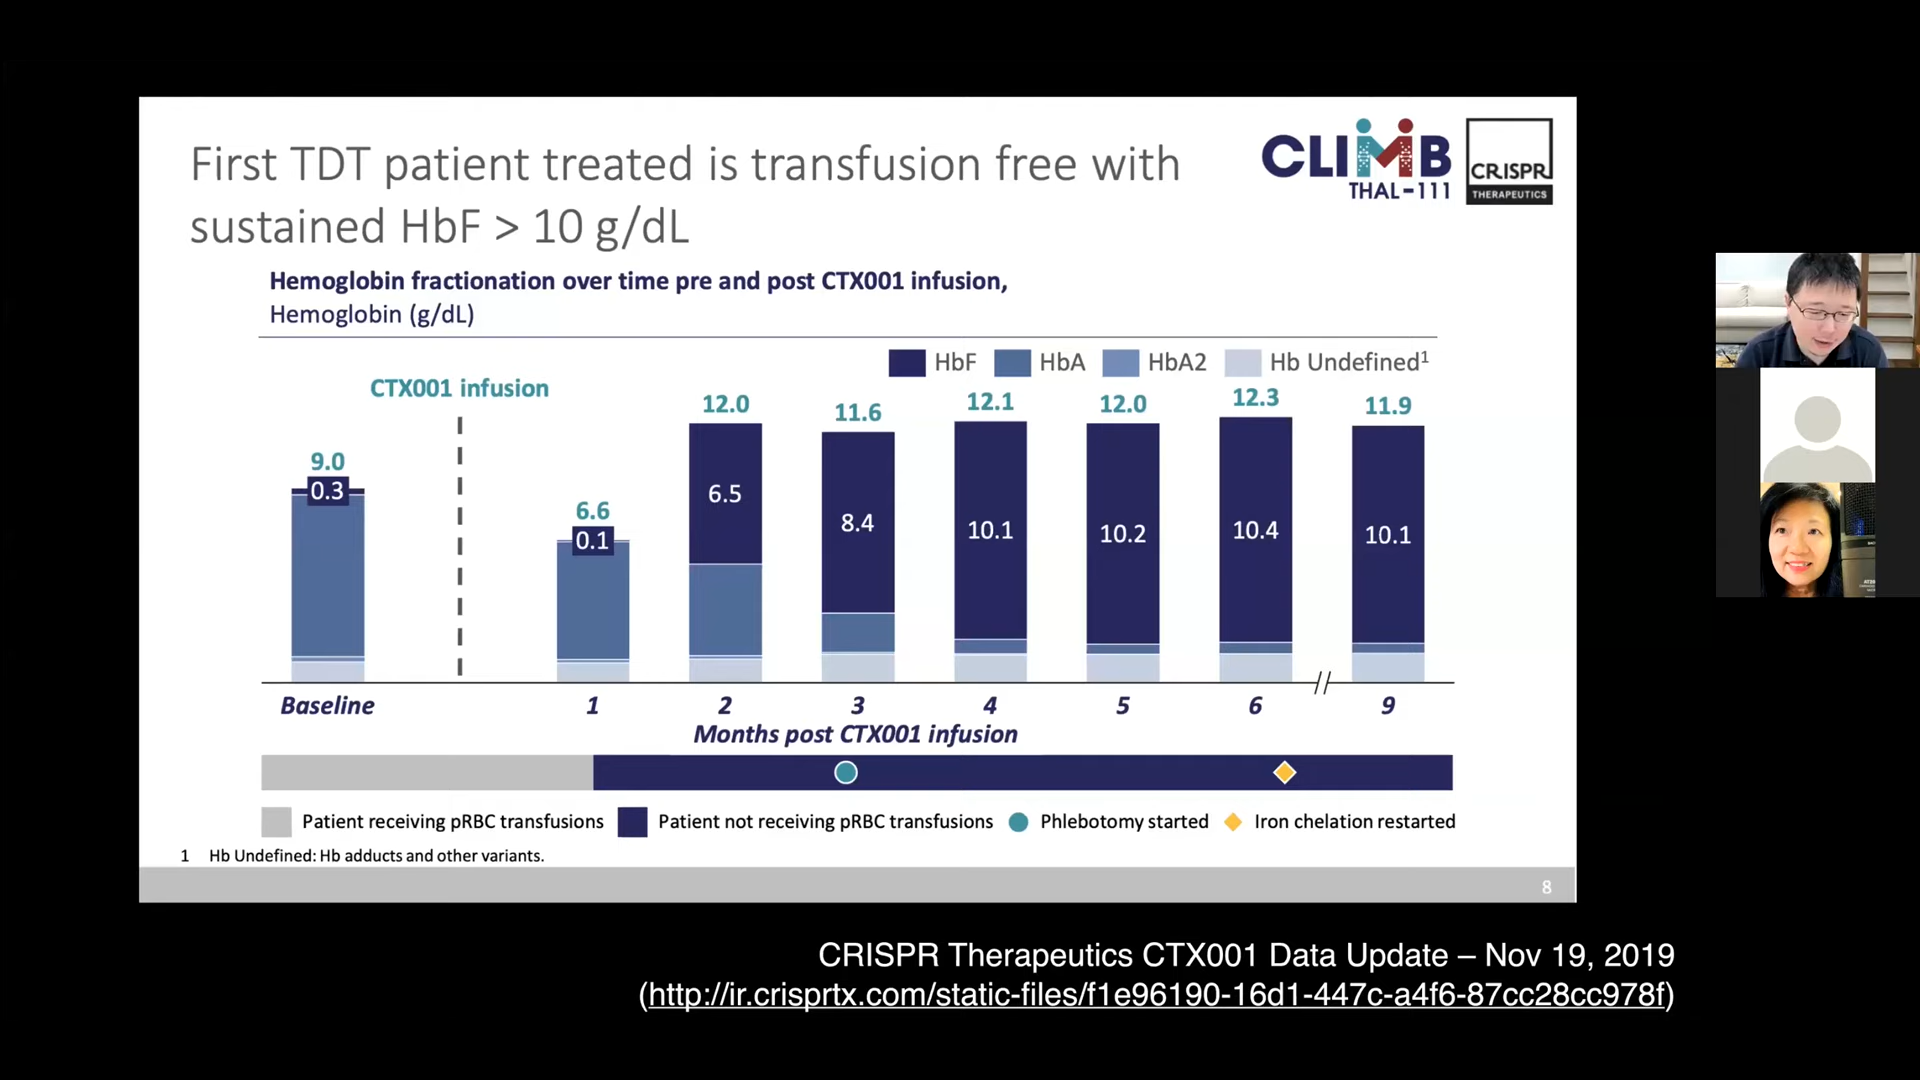 First TDT patient treated is transfusion free with
sustained HbF > 10 g/dL
CLIMB
THAL-111
CRISPR
THERAPEUTICS
Hemoglobin fractionation over time pre and post CTX001 infusion,
Hemoglobin (g/dL)
HbF HbA HbA2 Hb Undefined¹
CTX001 infusion
9.0 6.6 12.0 11.6 12.1 12.0 12.3 11.9
0.3 0.1 6.5 8.4 10.1 10.2 10.4 10.1
Baseline 1 2 3 4 5 6 9
Months post CTX001 infusion
Patient receiving pRBC transfusions Patient not receiving pRBC transfusions Phlebotomy started Iron chelation restarted
1 Hb Undefined: Hb adducts and other variants.
8
CRISPR Therapeutics CTX001 Data Update – Nov 19, 2019
(http://ir.crisprtx.com/static-files/f1e96190-16d1-447c-a4f6-87cc28cc978f)